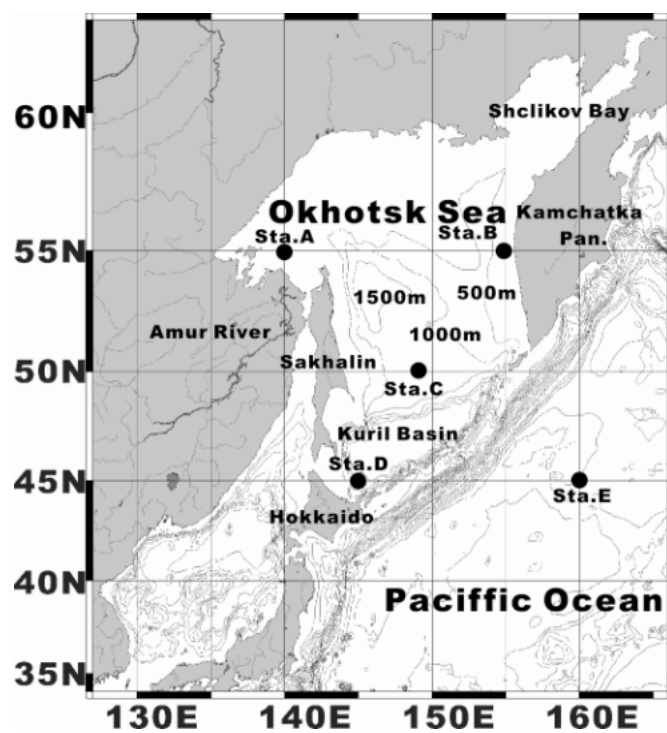 60N
Shclikov Bay
Okhotsk Sea
Kamchatka
Pan.
Sta.A
Sta.B
55N
1500m
500m
Amur River
1000m
Sakhalin
50N
Sta.C
Kuril Basin
Sta.D
45N
Sta.E
Hokkaido
40N
Paciffic Ocean
35N
130E
140E
150E
160E